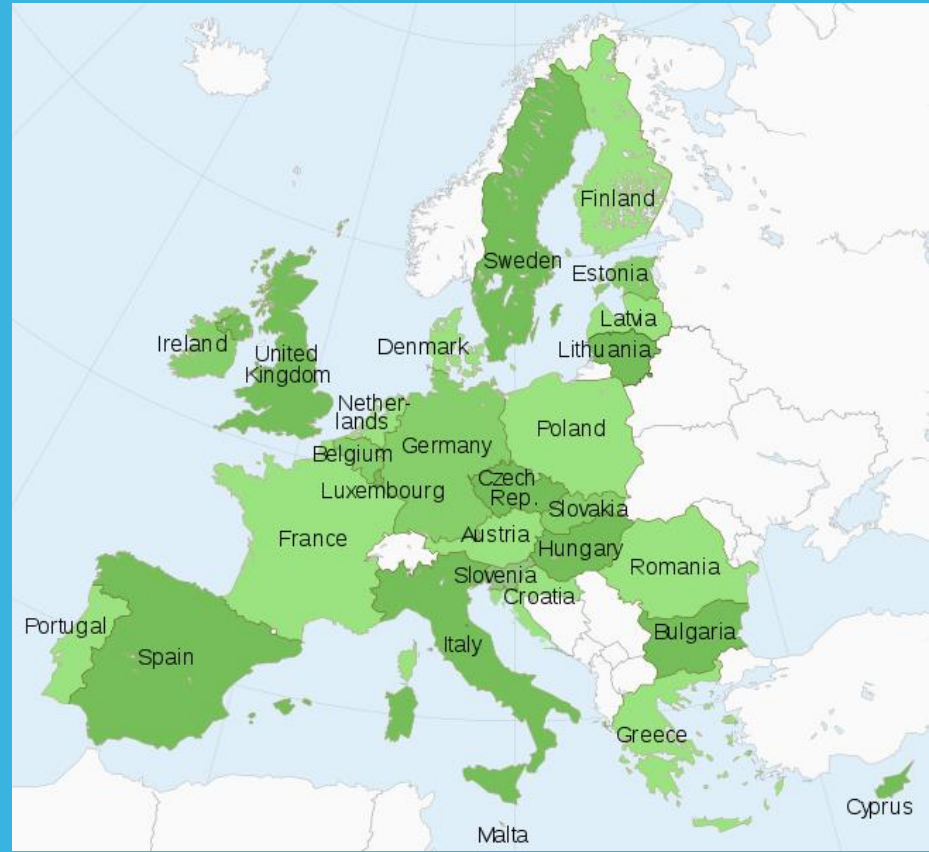 Finland
Sweden
Estonia
Latvia
Lithuania
Denmark
Ireland
United
Kingdom
Nether-
lands
Belgium
Germany
Poland
Luxembourg
Czech
Rep.
Slovakia
France
Austria
Hungary
Slovenia
Croatia
Romania
Portugal
Spain
Italy
Bulgaria
Greece
Cyprus
Malta